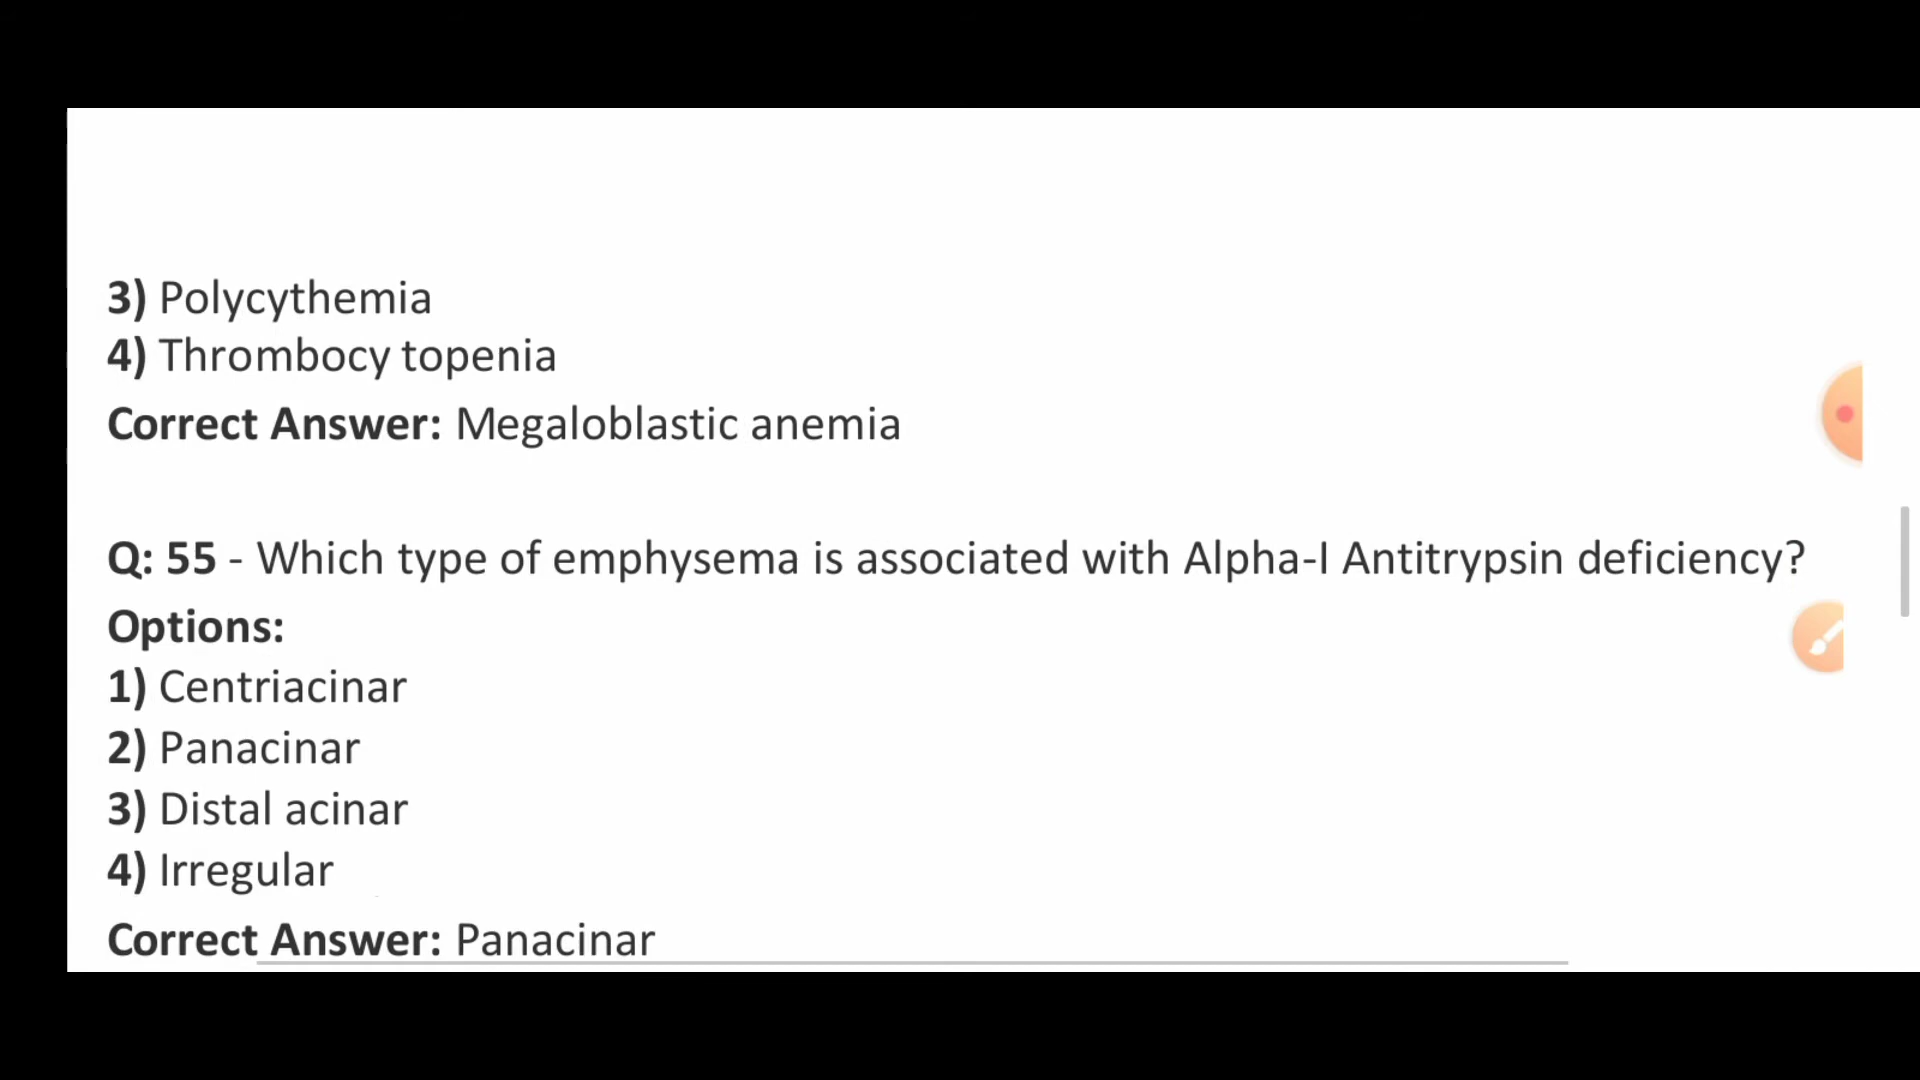 3) Polycythemia
4) Thrombocy topenia
Correct Answer: Megaloblastic anemia
Q: 55 - Which type of emphysema is associated with Alpha-I Antitrypsin deficiency?
Options:
1) Centriacinar
2) Panacinar
3) Distal acinar
4) Irregular
Correct Answer: Panacinar